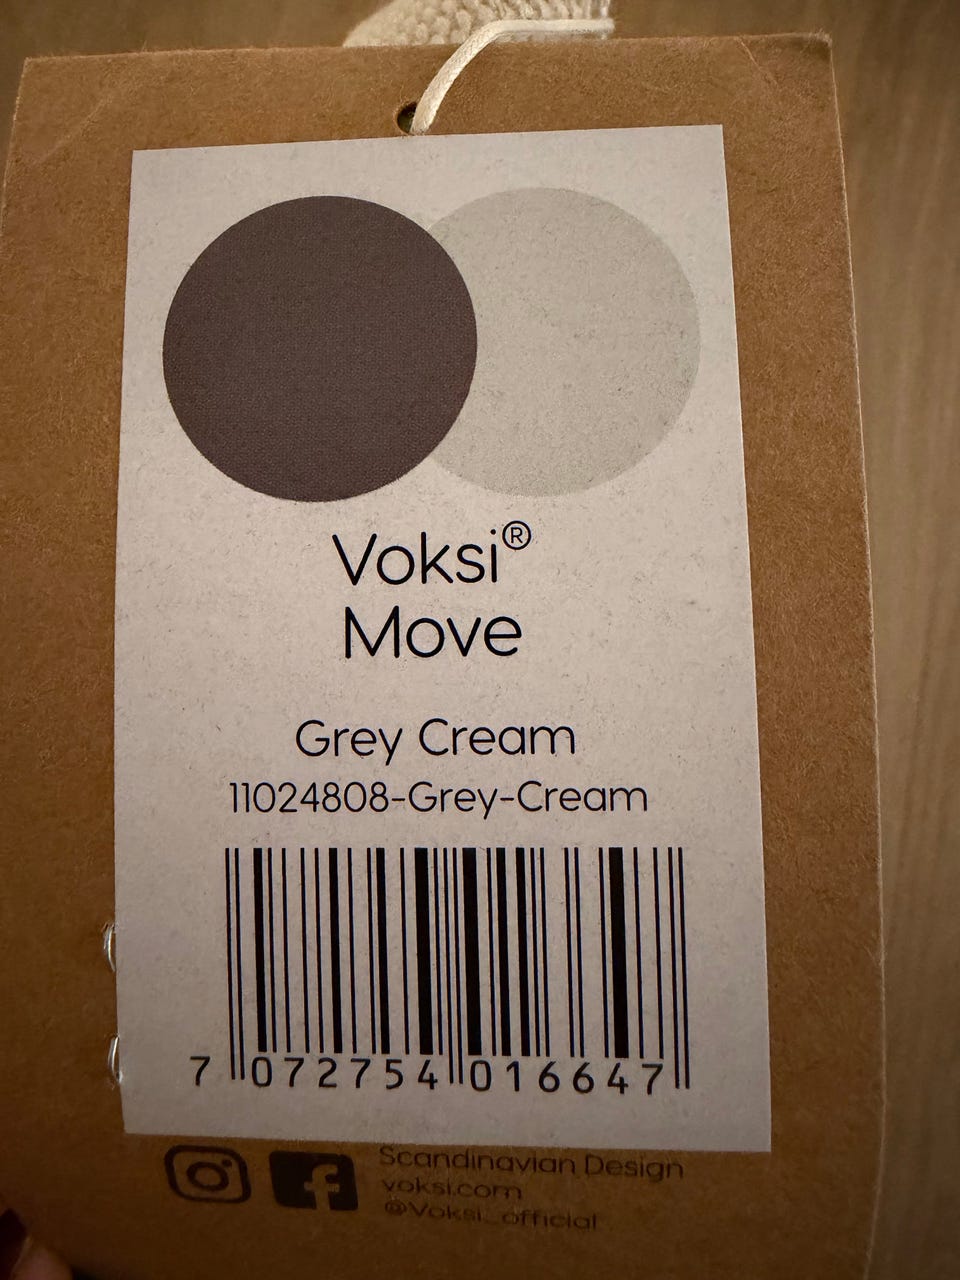 Voksi®
Move
Grey Cream
11024808-Grey-Cream
7 072754 016647
Scandinavian Design
voksi.com
@Voksi_official